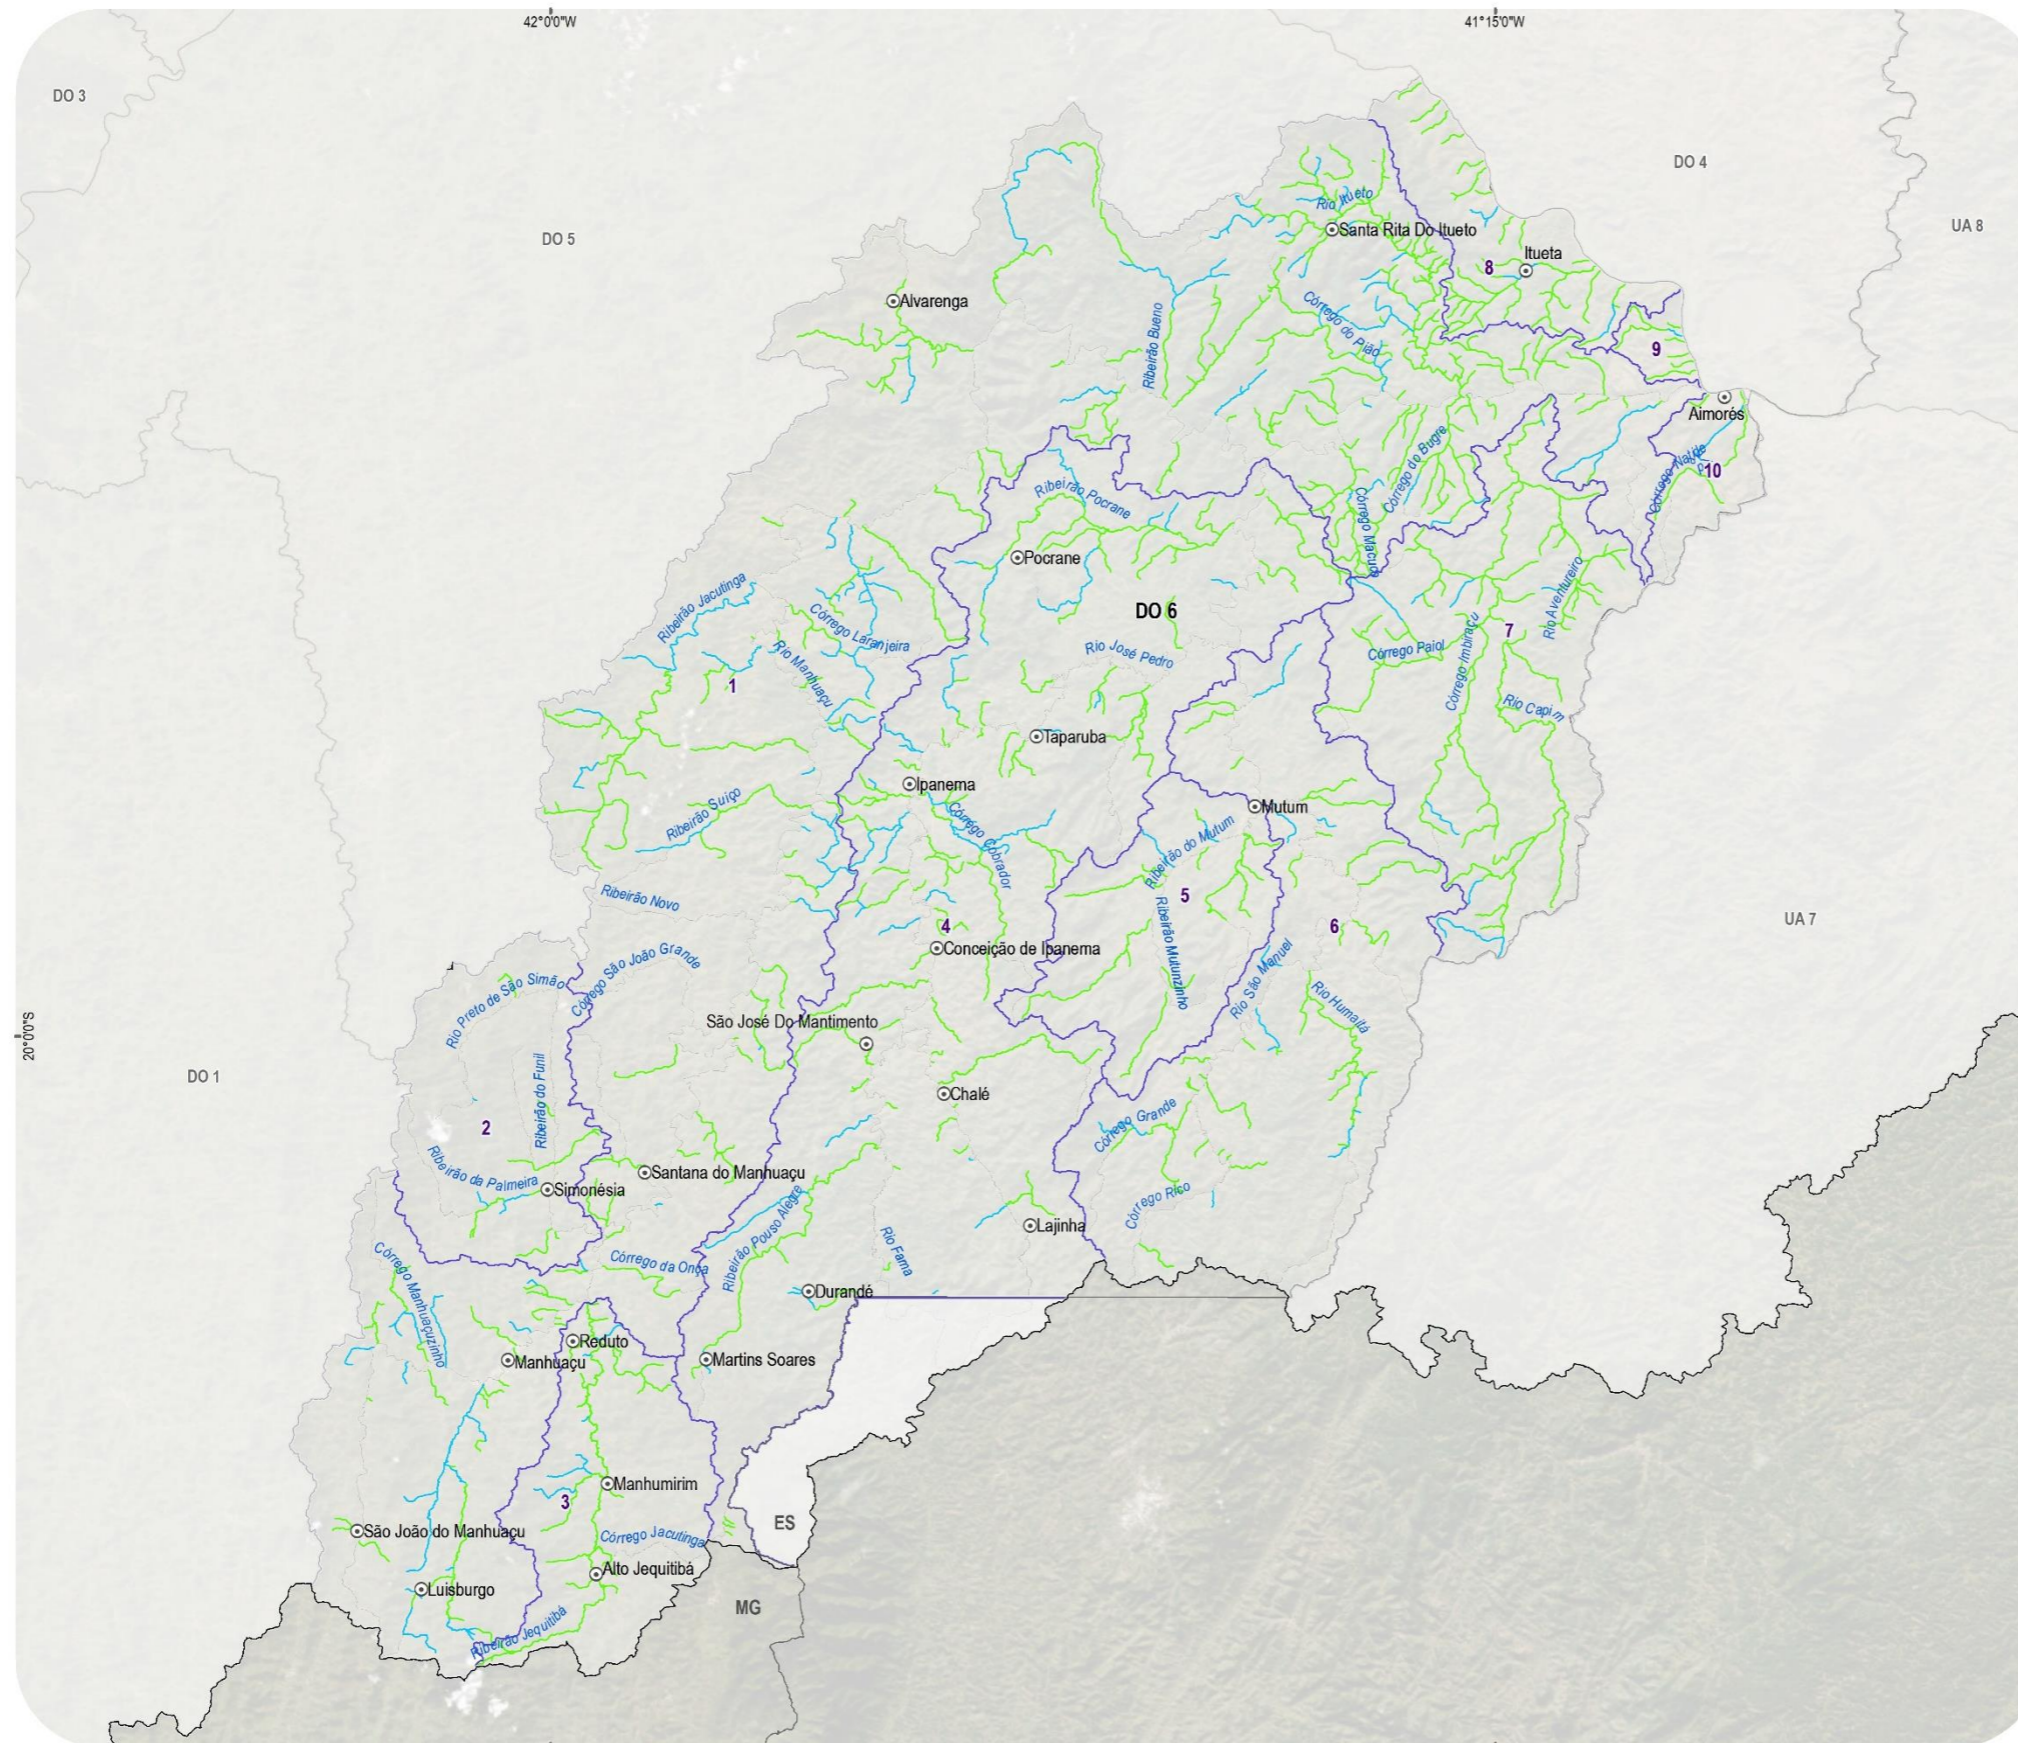 42°0'0"W
41°15'0"W
DO 3
DO 4
DO 5
UA 8
Rio Itueto
Santa Rita Do Itueto
Itueta
8
Alvarenga
Ribeirão Bueno
Córrego do Pião
9
Aimorés
Córrego do Bugre
Córrego Natividade
10
Ribeirão Pocrane
Córrego Macuda
Pocrane
Ribeirão Jacutinga
DO 6
Rio Aventureiro
Córrego Laranjeira
7
Córrego Paiol
Córrego Imbiraçu
Rio José Pedro
Rio Manhuaçu
1
Rio Capim
Taparuba
Ipanema
Mutum
Ribeirão Suiço
Córrego Cobrador
Ribeirão do Mutum
Ribeirão Novo
5
UA 7
4
6
Conceição de Ipanema
Ribeirão Mutunzinho
Rio São Manuel
Córrego São João Grande
Rio Preto de São Simão
Rio Humaitá
20°0'0"S
São José Do Mantimento
DO 1
Chalé
Ribeirão do Funil
2
Córrego Grande
Ribeirão da Palmeira
Santana do Manhuaçu
Simonésia
Córrego Rico
Ribeirão Pouso Alegre
Lajinha
Rio Fama
Córrego da Onça
Córrego Manhuaçuzinho
Durandé
Reduto
Manhuaçu
Martins Soares
Manhumirim
3
ES
São João do Manhuaçu
Córrego Jacutinga
Alto Jequitibá
Luisburgo
MG
Ribeirão Jequitibá